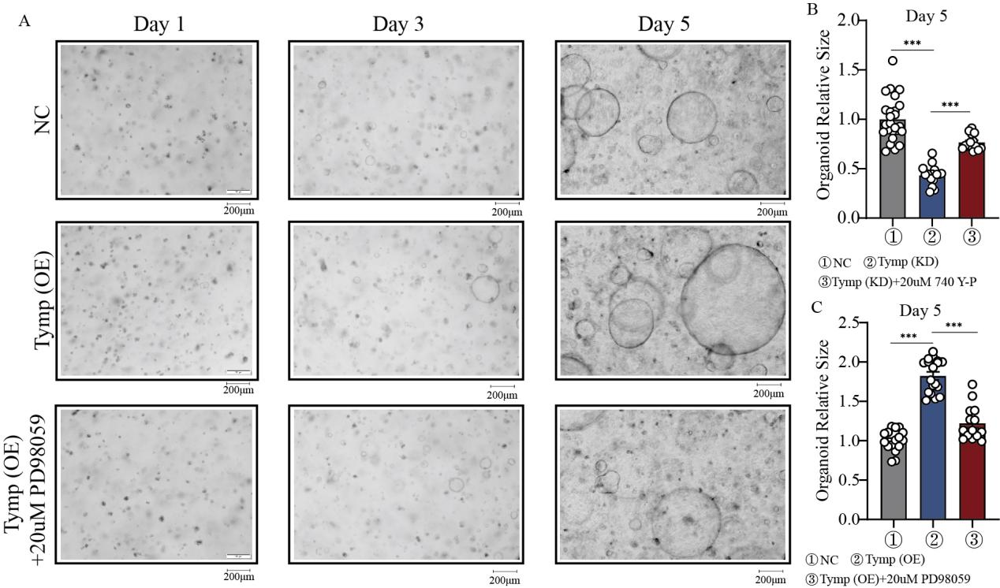 A
Day 1
Day 3
Day 5
NC
200μm
200μm
200μm
Tymp (OE)
200μm
200μm
200μm
Tymp (OE)
+20uM PD98059
200μm
200μm
200μm
B
Day 5
Organoid Relative Size
2.0
1.5
1.0
0.5
0.0
***
***
① ② ③
①NC ②Tymp (KD)
③Tymp (KD)+20uM 740 Y-P
C
Day 5
Organoid Relative Size
2.5
2.0
1.5
1.0
0.5
0.0
***
***
① ② ③
①NC ②Tymp (OE)
③Tymp (OE)+20uM PD98059